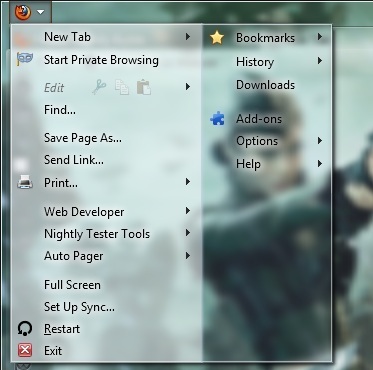 New Tab
Start Private Browsing
Edit
Find...
Save Page As...
Send Link...
Print...
Web Developer
Nightly Tester Tools
Auto Pager
Full Screen
Set Up Sync...
Restart
Exit
Bookmarks
History
Downloads
Add-ons
Options
Help